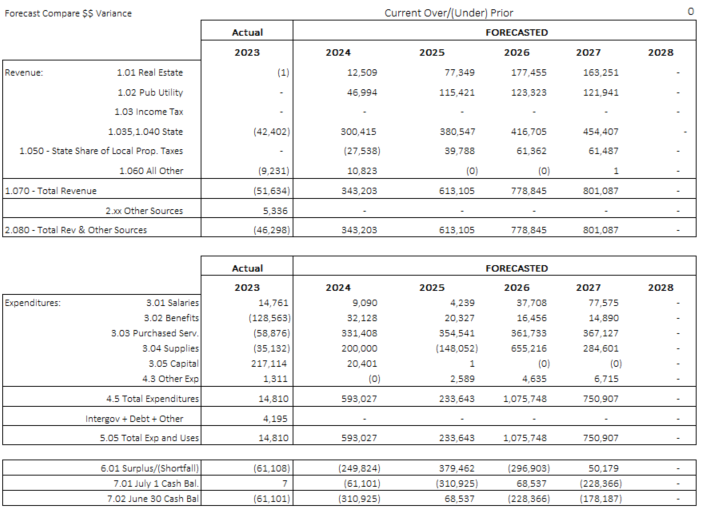 Forecast Compare $$ Variance Current Over/(Under) Prior 0
Actual FORECASTED
2023 2024 2025 2026 2027 2028
Revenue: 1.01 Real Estate (1) 12,509 77,349 177,455 163,251 -
1.02 Pub Utility - 46,994 115,421 123,323 121,941 -
1.03 Income Tax - - - - - -
1.035,1.040 State (42,402) 300,415 380,547 416,705 454,407 -
1.050 - State Share of Local Prop. Taxes - (27,538) 39,788 61,362 61,487 -
1.060 All Other (9,231) 10,823 (0) (0) 1 -
1.070 - Total Revenue (51,634) 343,203 613,105 778,845 801,087 -
2.xx Other Sources 5,336 - - - - -
2.080 - Total Rev & Other Sources (46,298) 343,203 613,105 778,845 801,087 -
Actual FORECASTED
2023 2024 2025 2026 2027 2028
Expenditures: 3.01 Salaries 14,761 9,090 4,239 37,708 77,575 -
3.02 Benefits (128,563) 32,128 20,327 16,456 14,890 -
3.03 Purchased Serv. (58,876) 331,408 354,541 361,733 367,127 -
3.04 Supplies (35,132) 200,000 (148,052) 655,216 284,601 -
3.05 Capital 217,114 20,401 1 (0) (0) -
4.3 Other Exp 1,311 (0) 2,589 4,635 6,715 -
4.5 Total Expenditures 14,810 593,027 233,643 1,075,748 750,907 -
Intergov + Debt + Other 4,195 - - - - -
5.05 Total Exp and Uses 14,810 593,027 233,643 1,075,748 750,907 -
6.01 Surplus/(Shortfall) (61,108) (249,824) 379,462 (296,903) 50,179 -
7.01 July 1 Cash Bal. 7 (61,101) (310,925) 68,537 (228,366) -
7.02 June 30 Cash Bal (61,101) (310,925) 68,537 (228,366) (178,187) -